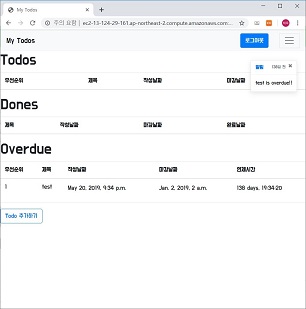 My Todos
주의 요함 | ec2-13-124-29-161.ap-northeast-2.compute.amazonaws.com:...
My Todos
로그아웃
알림
test is overdue!!
Todos
우선순위 제목 작성날짜 마감날짜
Dones
제목 작성날짜 마감날짜 완료날짜
Overdue
우선순위 제목 작성날짜 마감날짜 연체시간
1 test May 20, 2019, 9:34 p.m. Jan. 2, 2019, 2 a.m. 138 days, 19:34:20
Todo 추가하기